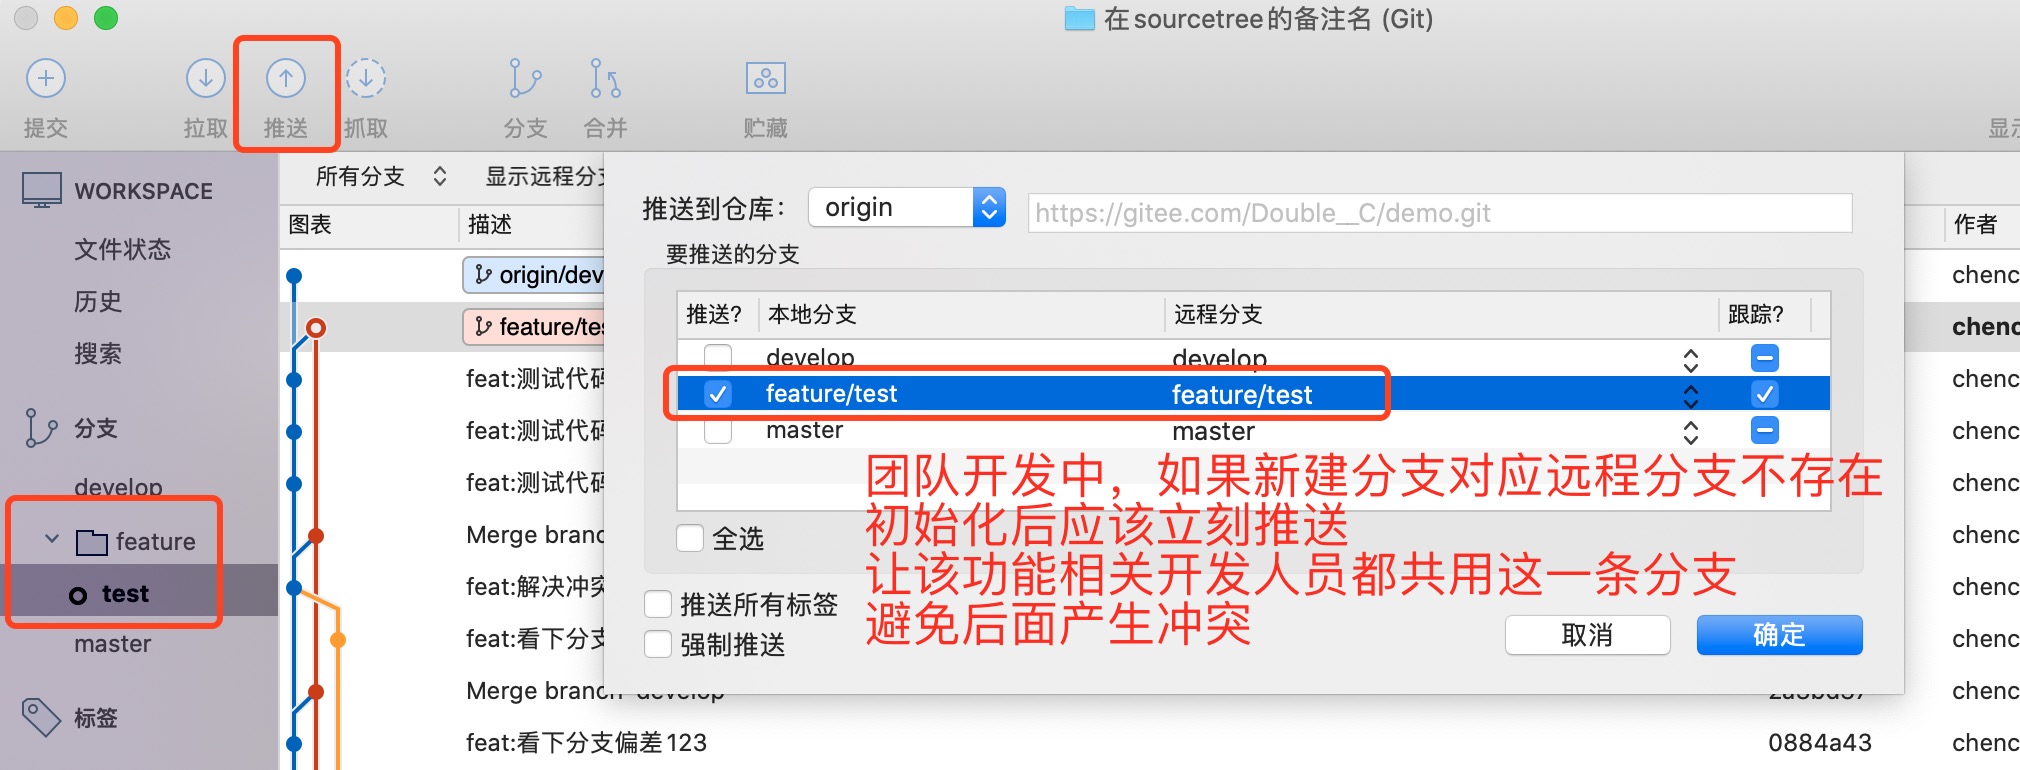 在sourcetree的备注名 (Git)
提交
拉取
推送
抓取
分支
合并
贮藏
WORKSPACE
文件状态
历史
搜索
分支
develop
feature
test
master
标签
所有分支
图表
描述
作者
origin/dev
feature/tes
feat:测试代码
feat:测试代码
feat:测试代码
Merge branc
feat:解决冲突
feat:看下分支
Merge branch
feat:看下分支偏差123
0884a43
chenc
chenc
chenc
chenc
chenc
chenc
chenc
chenc
chenc
chenc
推送到仓库：
origin
https://gitee.com/Double__C/demo.git
要推送的分支
推送? 本地分支 远程分支 跟踪?
develop develop
feature/test feature/test
master master
全选
推送所有标签
强制推送
取消
确定
团队开发中，如果新建分支对应远程分支不存在
初始化后应该立刻推送
让该功能相关开发人员都共用这一条分支
避免后面产生冲突